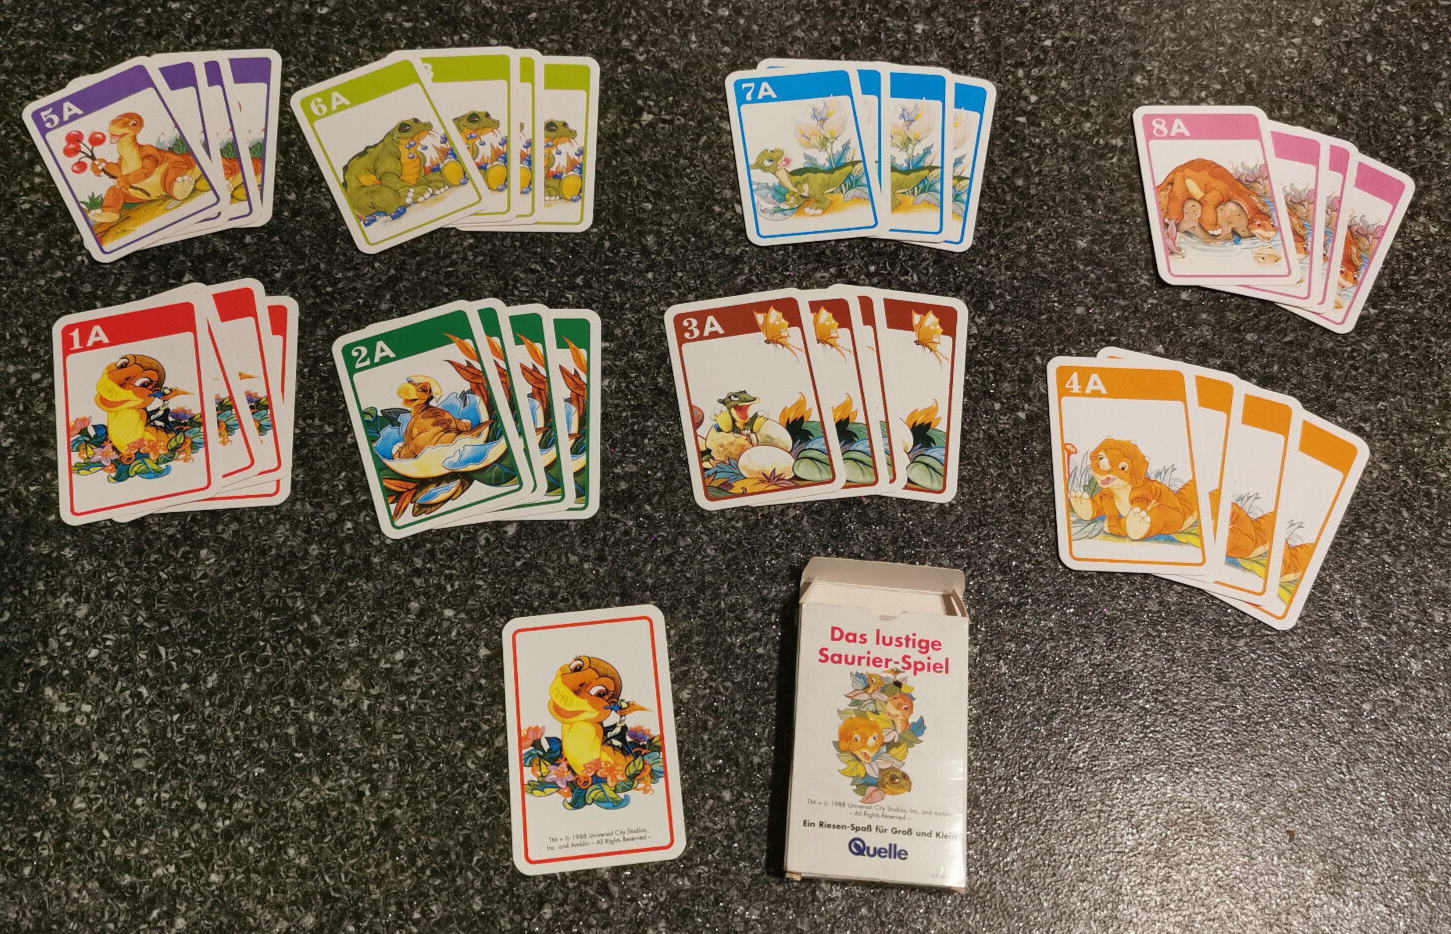 5A
6A
7A
8A
1A
2A
3A
4A
TM + © 1988 Universal City Studios,
Inc. and Amblin – All Rights Reserved –
Das lustige
Saurier-Spiel
TM + © 1988 Universal City Studios, Inc. and Amblin
– All Rights Reserved –
Ein Riesen-Spaß für Groß und Klein
Quelle